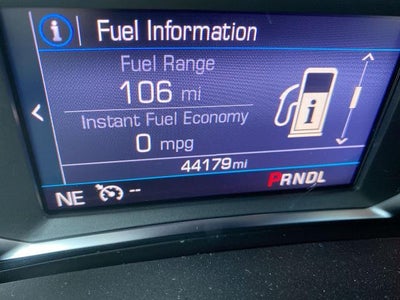 i Fuel Information
Fuel Range
106 mi
Instant Fuel Economy
0 mpg
i
44179mi
PRNDL
NE --